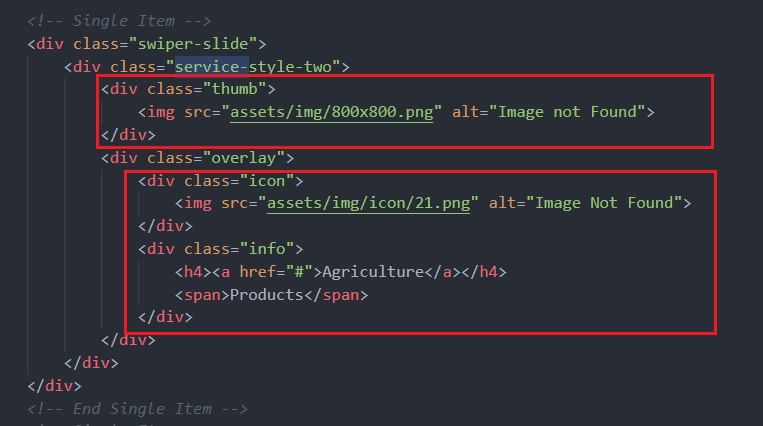 <!-- Single Item -->
<div class="swiper-slide">
<div class="service-style-two">
<div class="thumb">
<img src="assets/img/800x800.png" alt="Image not Found">
</div>
<div class="overlay">
<div class="icon">
<img src="assets/img/icon/21.png" alt="Image Not Found">
</div>
<div class="info">
<h4><a href="#">Agriculture</a></h4>
<span>Products</span>
</div>
</div>
</div>
</div>
<!-- End Single Item -->